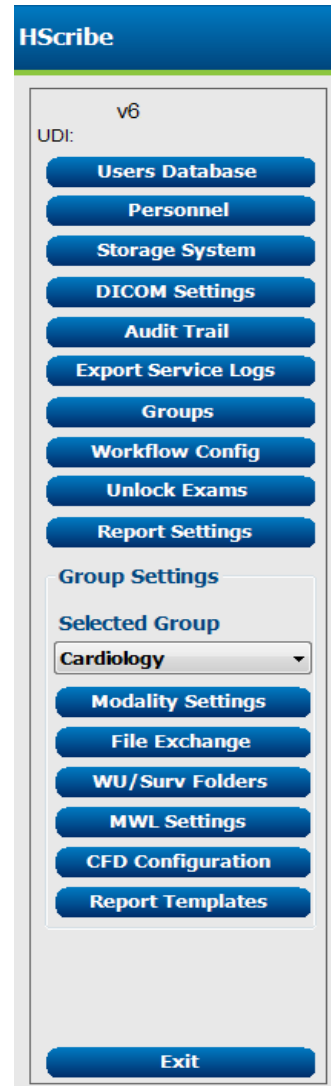 HScribe
v6
UDI:
Users Database
Personnel
Storage System
DICOM Settings
Audit Trail
Export Service Logs
Groups
Workflow Config
Unlock Exams
Report Settings
Group Settings
Selected Group
Cardiology
Modality Settings
File Exchange
WU/Surv Folders
MWL Settings
CFD Configuration
Report Templates
Exit